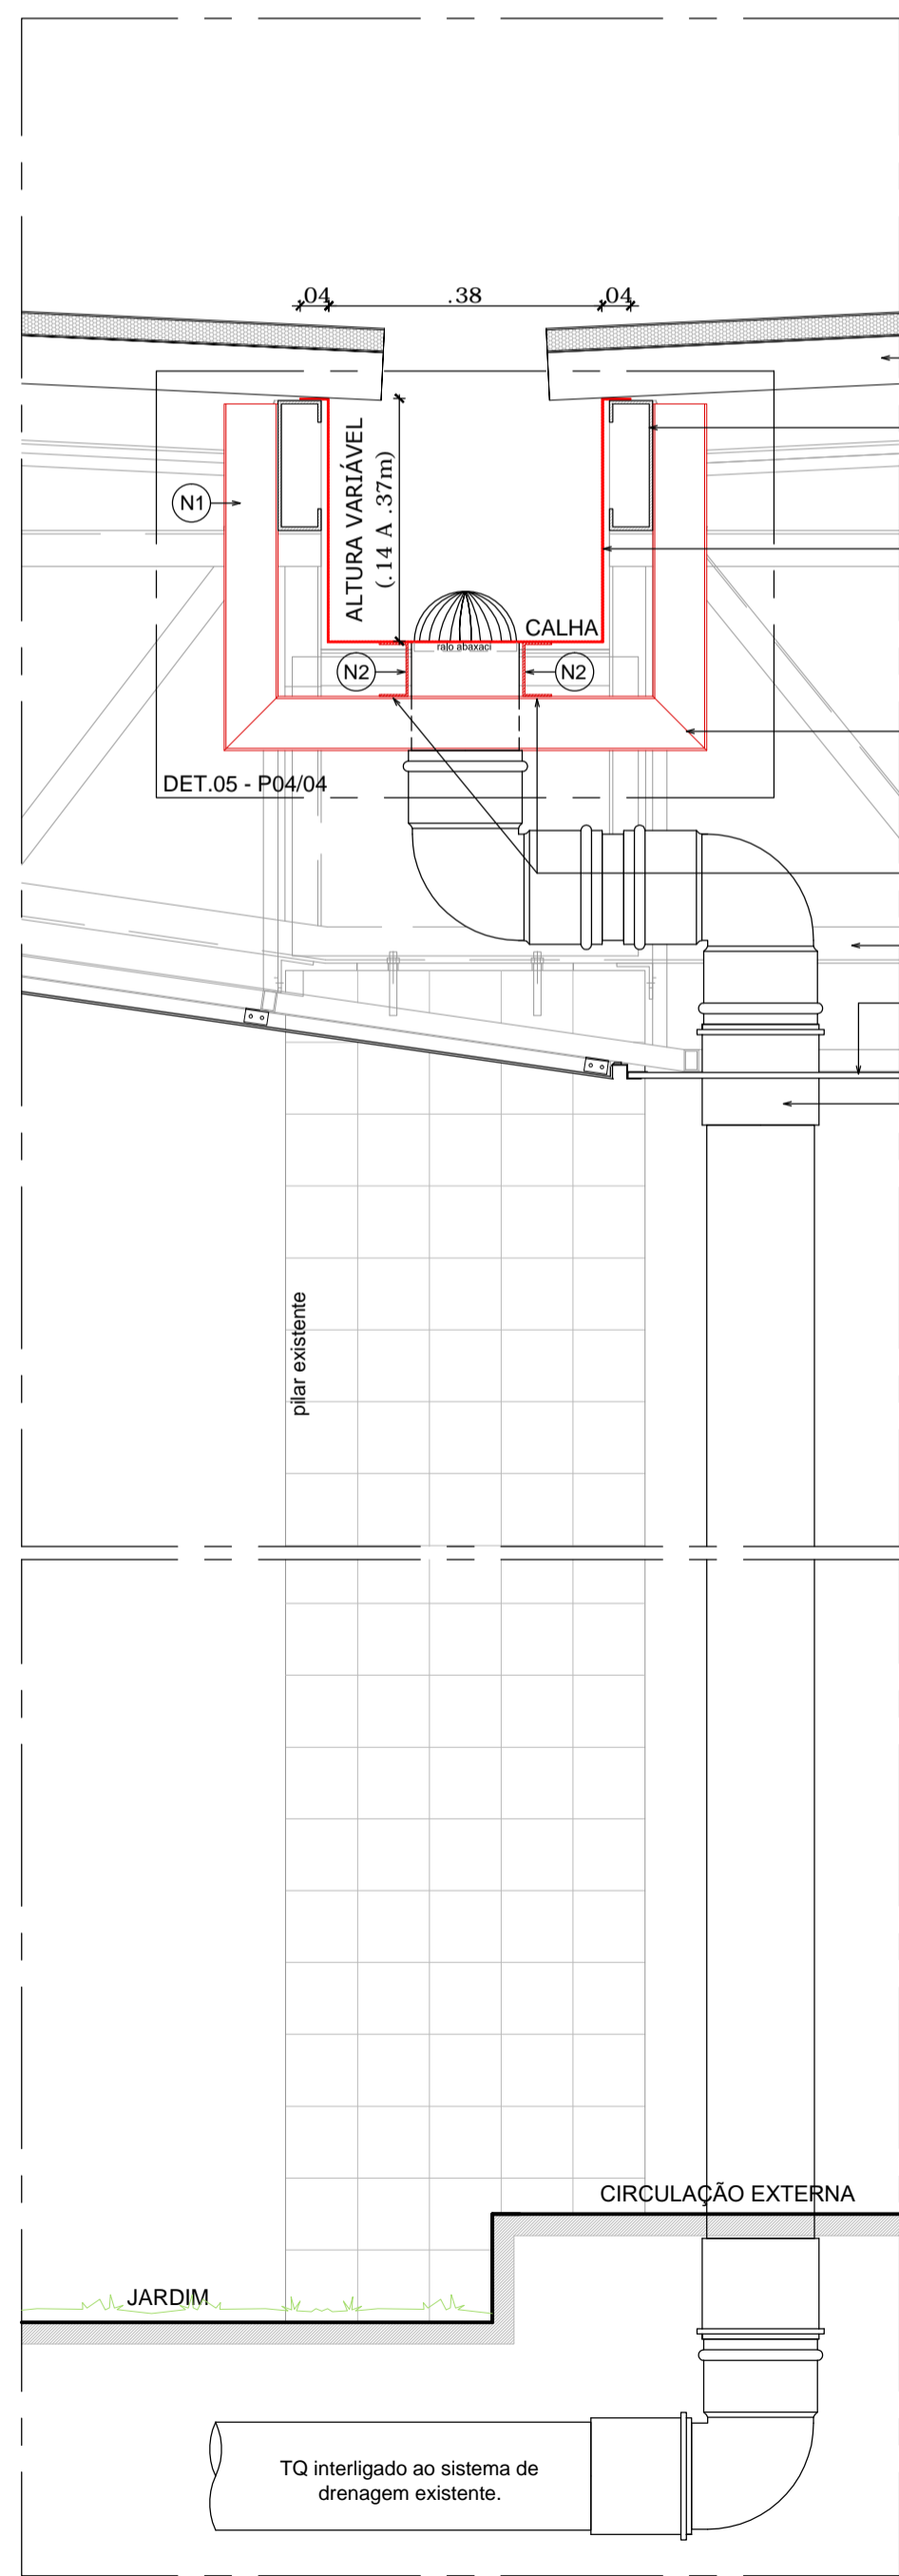 .04 .38 .04
ALTURA VARIÁVEL
(.14 A .37m)
N1
CALHA
ralo abaxaci
N2 N2
DET.05 - P04/04
pilar existente
CIRCULAÇÃO EXTERNA
JARDIM
TQ interligado ao sistema de
drenagem existente.